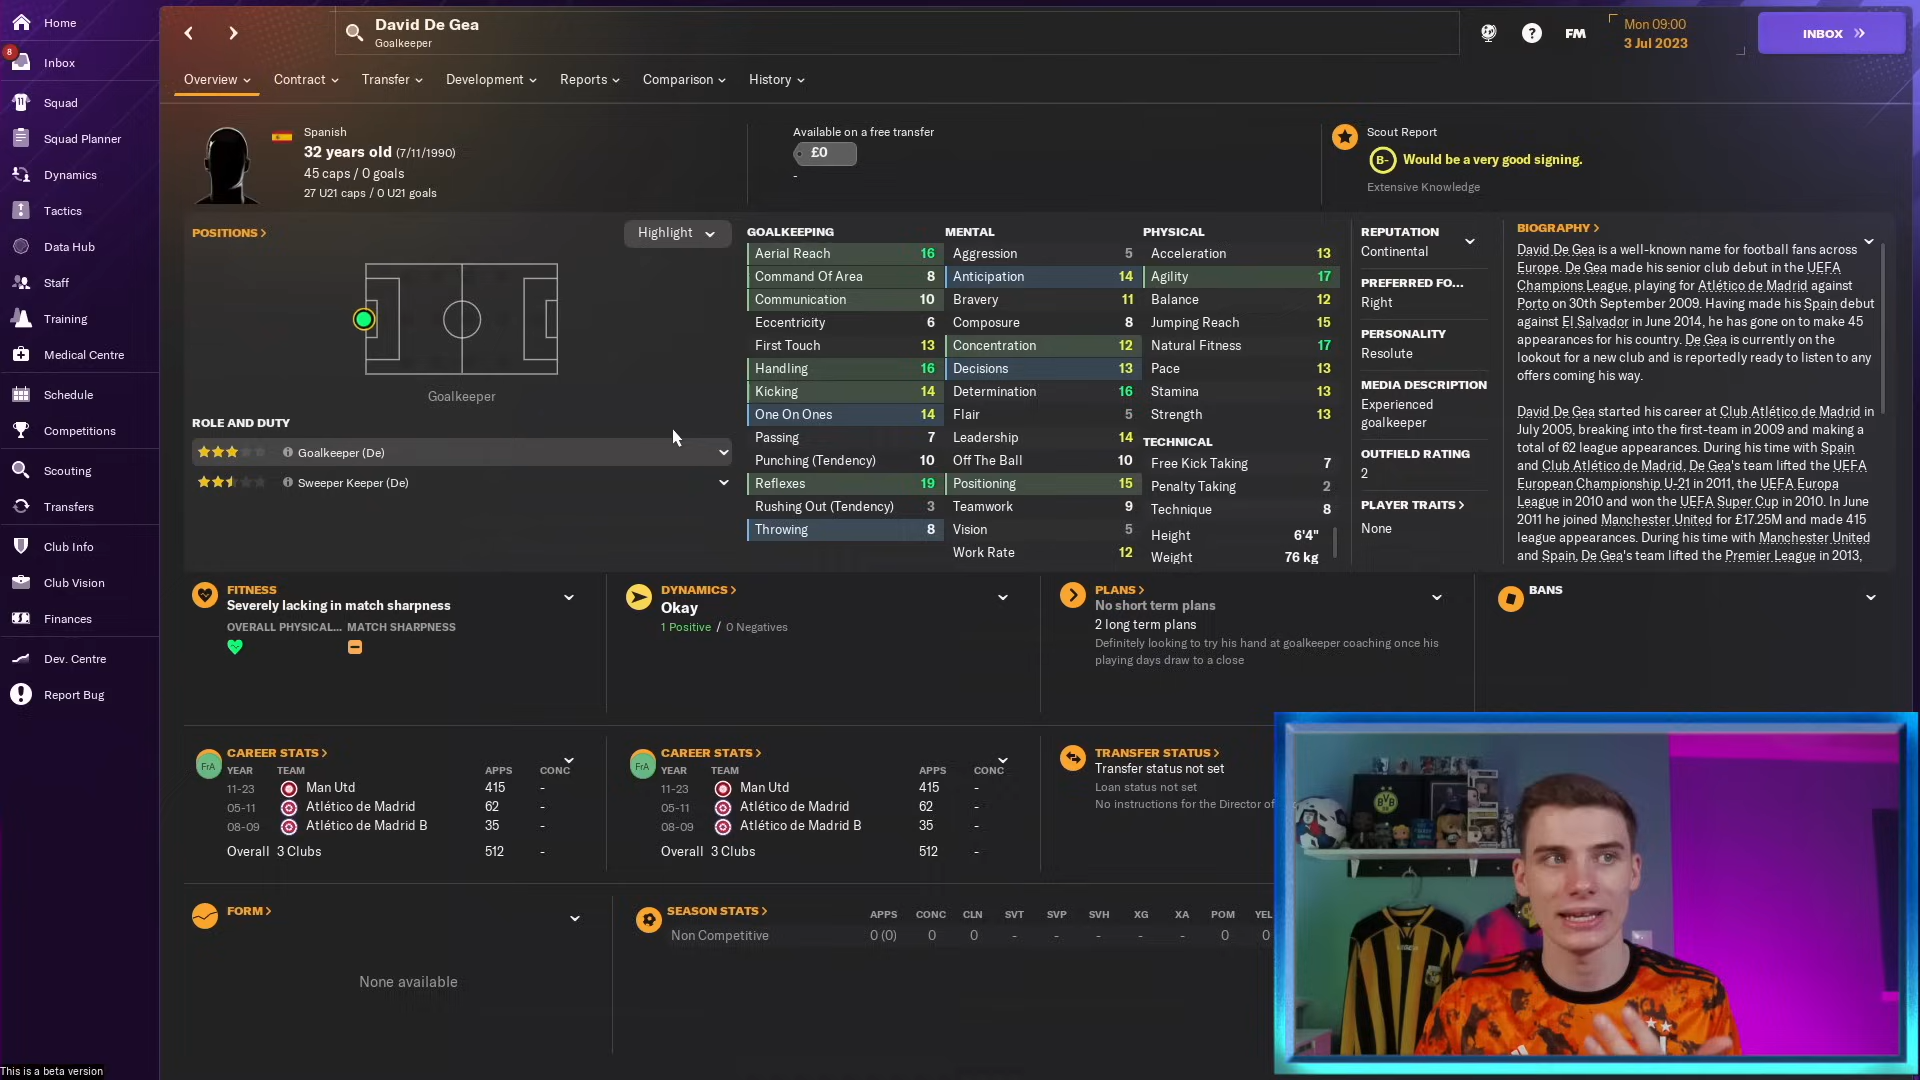 Home
8
Inbox
Squad
Squad Planner
Dynamics
Tactics
Data Hub
Staff
Training
Medical Centre
Schedule
Competitions
Scouting
Transfers
Club Info
Club Vision
Finances
Dev. Centre
Report Bug
This is a beta version
David De Gea
Goalkeeper
FM
Mon 09:00
3 Jul 2023
INBOX
Overview
Contract
Transfer
Development
Reports
Comparison
History
Spanish
32 years old (7/11/1990)
45 caps / 0 goals
27 U21 caps / 0 U21 goals
Available on a free transfer
£0
-
Scout Report
B- Would be a very good signing.
Extensive Knowledge
POSITIONS >
Highlight
Goalkeeper
ROLE AND DUTY
Goalkeeper (De)
Sweeper Keeper (De)
GOALKEEPING
Aerial Reach 16
Command Of Area 8
Communication 10
Eccentricity 6
First Touch 13
Handling 16
Kicking 14
One On Ones 14
Passing 7
Punching (Tendency) 10
Reflexes 19
Rushing Out (Tendency) 3
Throwing 8
MENTAL
Aggression 5
Anticipation 14
Bravery 11
Composure 8
Concentration 12
Decisions 13
Determination 16
Flair 5
Leadership 14
Off The Ball 10
Positioning 15
Teamwork 9
Vision 5
Work Rate 12
PHYSICAL
Acceleration 13
Agility 17
Balance 12
Jumping Reach 15
Natural Fitness 17
Pace 13
Stamina 13
Strength 13
TECHNICAL
Free Kick Taking 7
Penalty Taking 2
Technique 8
Height 6'4"
Weight 76 kg
REPUTATION
Continental
PREFERRED FO...
Right
PERSONALITY
Resolute
MEDIA DESCRIPTION
Experienced
goalkeeper
OUTFIELD RATING
2
PLAYER TRAITS >
None
BIOGRAPHY >
David De Gea is a well-known name for football fans across
Europe. De Gea made his senior club debut in the UEFA
Champions League, playing for Atlético de Madrid against
Porto on 30th September 2009. Having made his Spain debut
against El Salvador in June 2014, he has gone on to make 45
appearances for his country. De Gea is currently on the
lookout for a new club and is reportedly ready to listen to any
offers coming his way.
David De Gea started his career at Club Atlético de Madrid in
July 2005, breaking into the first-team in 2009 and making a
total of 62 league appearances. During his time with Spain
and Club Atlético de Madrid, De Gea's team lifted the UEFA
European Championship U-21 in 2011, the UEFA Europa
League in 2010 and won the UEFA Super Cup in 2010. In June
2011 he joined Manchester United for £17.25M and made 415
league appearances. During his time with Manchester United
and Spain, De Gea's team lifted the Premier League in 2013,
FITNESS
Severely lacking in match sharpness
OVERALL PHYSICAL... MATCH SHARPNESS
DYNAMICS >
Okay
1 Positive / 0 Negatives
PLANS >
No short term plans
2 long term plans
Definitely looking to try his hand at goalkeeper coaching once his
playing days draw to a close
BANS
FrA
CAREER STATS >
YEAR TEAM APPS CONC
11-23 Man Utd 415 -
05-11 Atlético de Madrid 62 -
08-09 Atlético de Madrid B 35 -
Overall 3 Clubs 512 -
FrA
CAREER STATS >
YEAR TEAM APPS CONC
11-23 Man Utd 415 -
05-11 Atlético de Madrid 62 -
08-09 Atlético de Madrid B 35 -
Overall 3 Clubs 512 -
TRANSFER STATUS >
Transfer status not set
Loan status not set
No instructions for the Director of
FORM >
None available
SEASON STATS >
APPS CONC CLN SVT SVP SVH XG XA POM YEL
Non Competitive 0 (0) 0 0 - - - - - 0 0
BVB